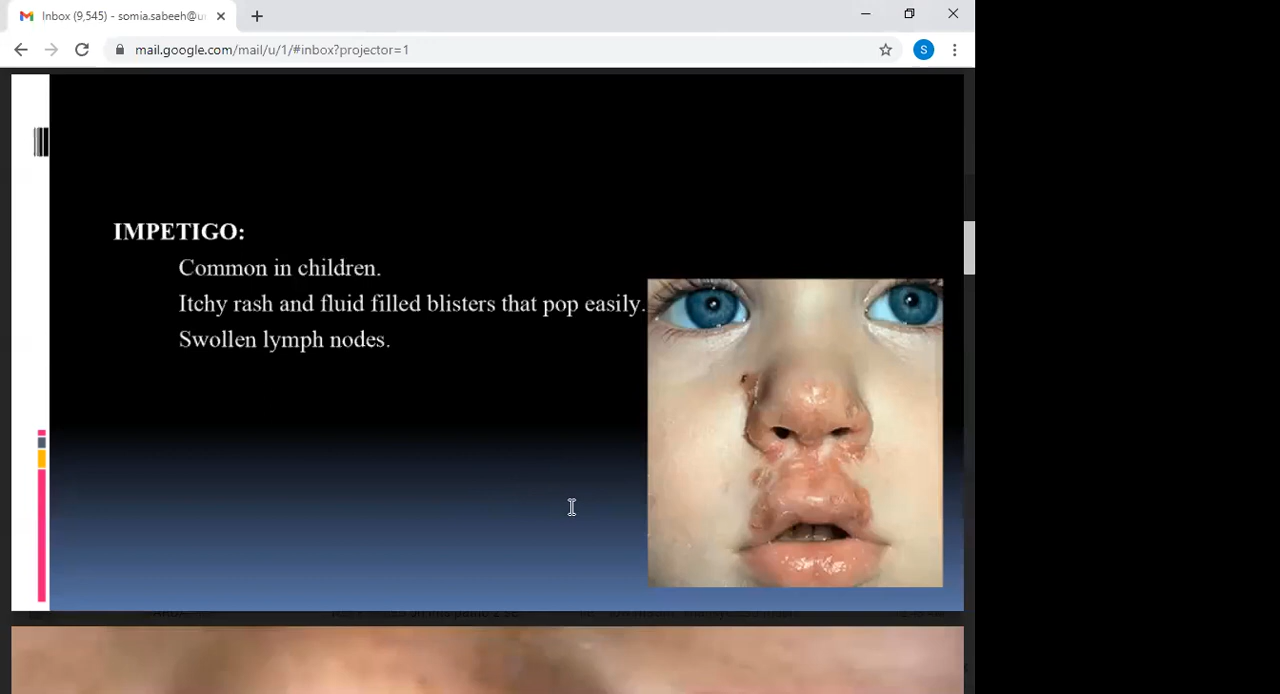 Inbox (9,545) - somia.sabeeh@u
mail.google.com/mail/u/1/#inbox?projector=1
S
IMPETIGO:
Common in children.
Itchy rash and fluid filled blisters that pop easily.
Swollen lymph nodes.